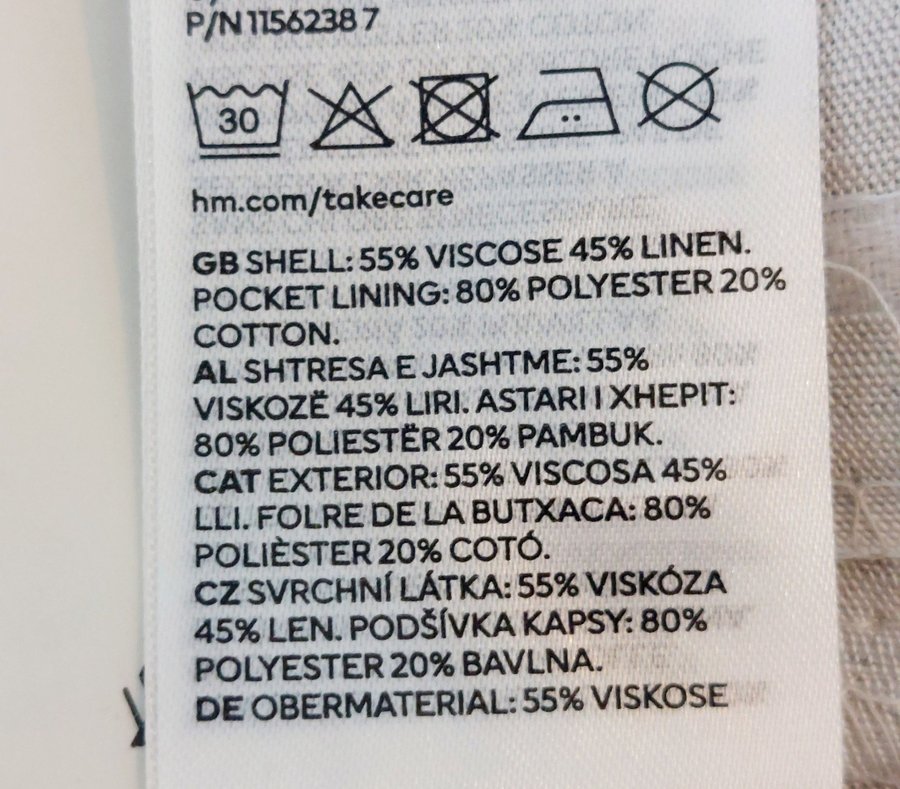 P/N 1156238 7
30
hm.com/takecare
GB SHELL: 55% VISCOSE 45% LINEN.
POCKET LINING: 80% POLYESTER 20%
COTTON.
AL SHTRESA E JASHTME: 55%
VISKOZË 45% LIRI. ASTARI I XHEPIT:
80% POLIESTËR 20% PAMBUK.
CAT EXTERIOR: 55% VISCOSA 45%
LLI. FOLRE DE LA BUTXACA: 80%
POLIÈSTER 20% COTÓ.
CZ SVRCHNÍ LÁTKA: 55% VISKÓZA
45% LEN. PODŠÍVKA KAPSY: 80%
POLYESTER 20% BAVLNA.
DE OBERMATERIAL: 55% VISKOSE